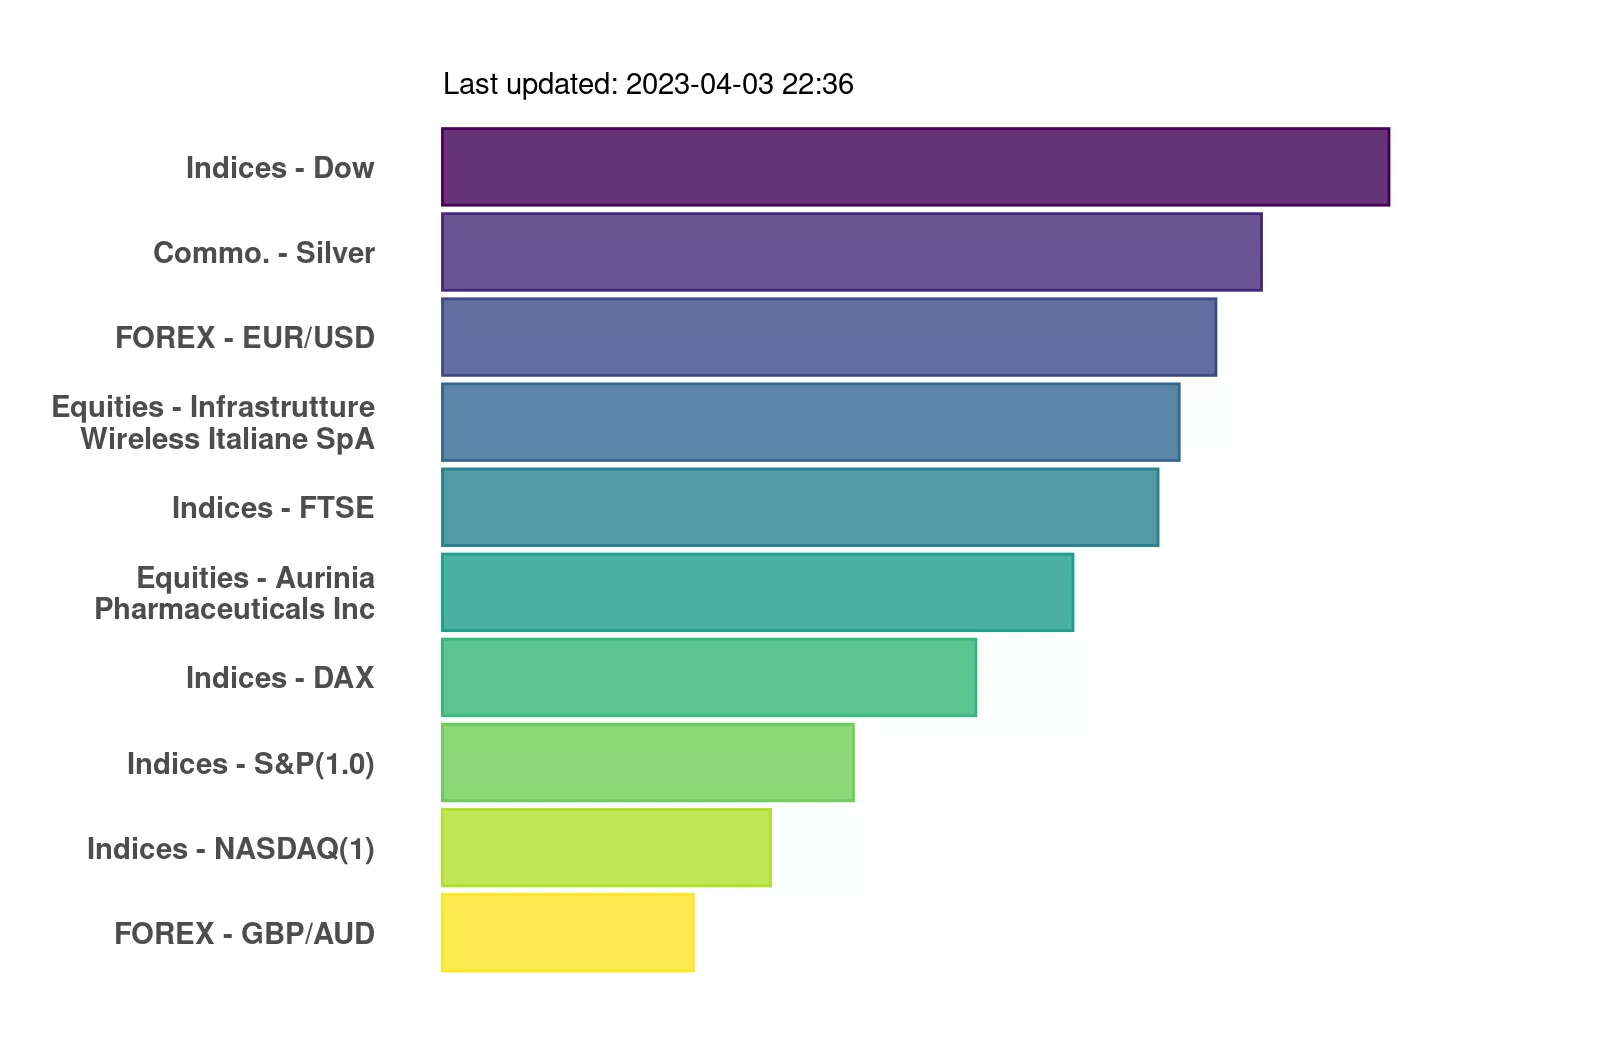 Last updated: 2023-04-03 22:36
Indices - Dow
Commo. - Silver
FOREX - EUR/USD
Equities - Infrastrutture
Wireless Italiane SpA
Indices - FTSE
Equities - Aurinia
Pharmaceuticals Inc
Indices - DAX
Indices - S&P(1.0)
Indices - NASDAQ(1)
FOREX - GBP/AUD